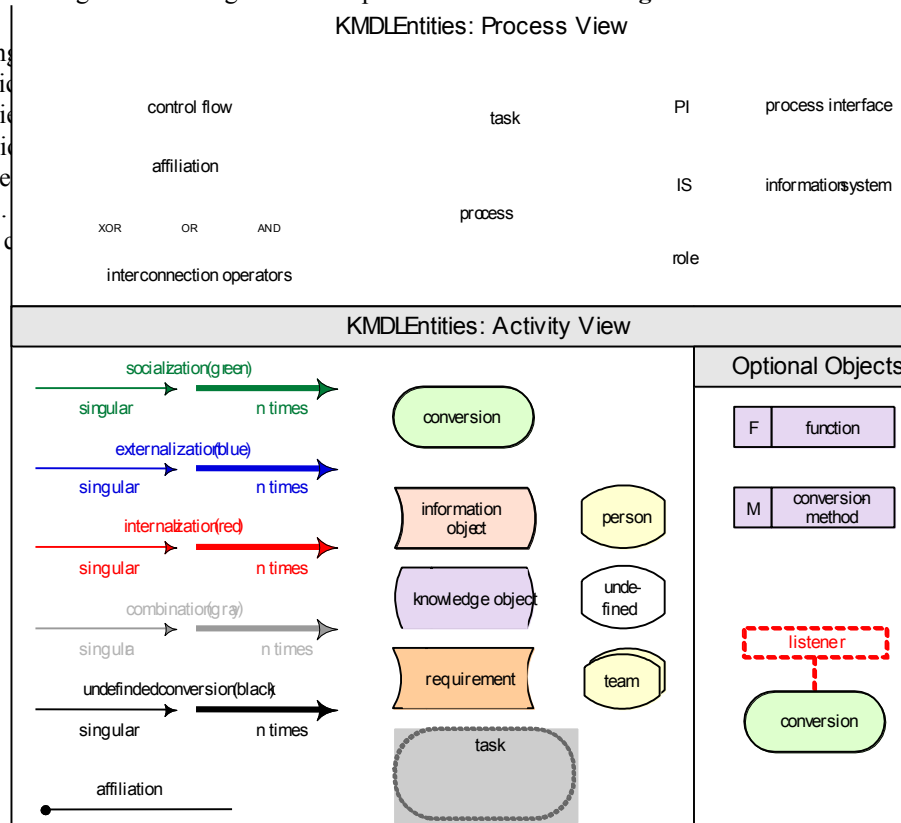 KMDLEntities: Process View
control flow
task
PI
process interface
affiliation
IS
informationsystem
process
XOR OR AND
role
interconnection operators
KMDLEntities: Activity View
socialization(green)
singular
n times
externalization(blue)
singular
n times
internalization(red)
singular
n times
combination(gray)
singula
n times
undefindedconversion(black
singular
n times
affiliation
conversion
information
object
knowledge object
requirement
task
person
unde-
fined
team
Optional Objects
F
function
M
conversion-
method
listener
conversion